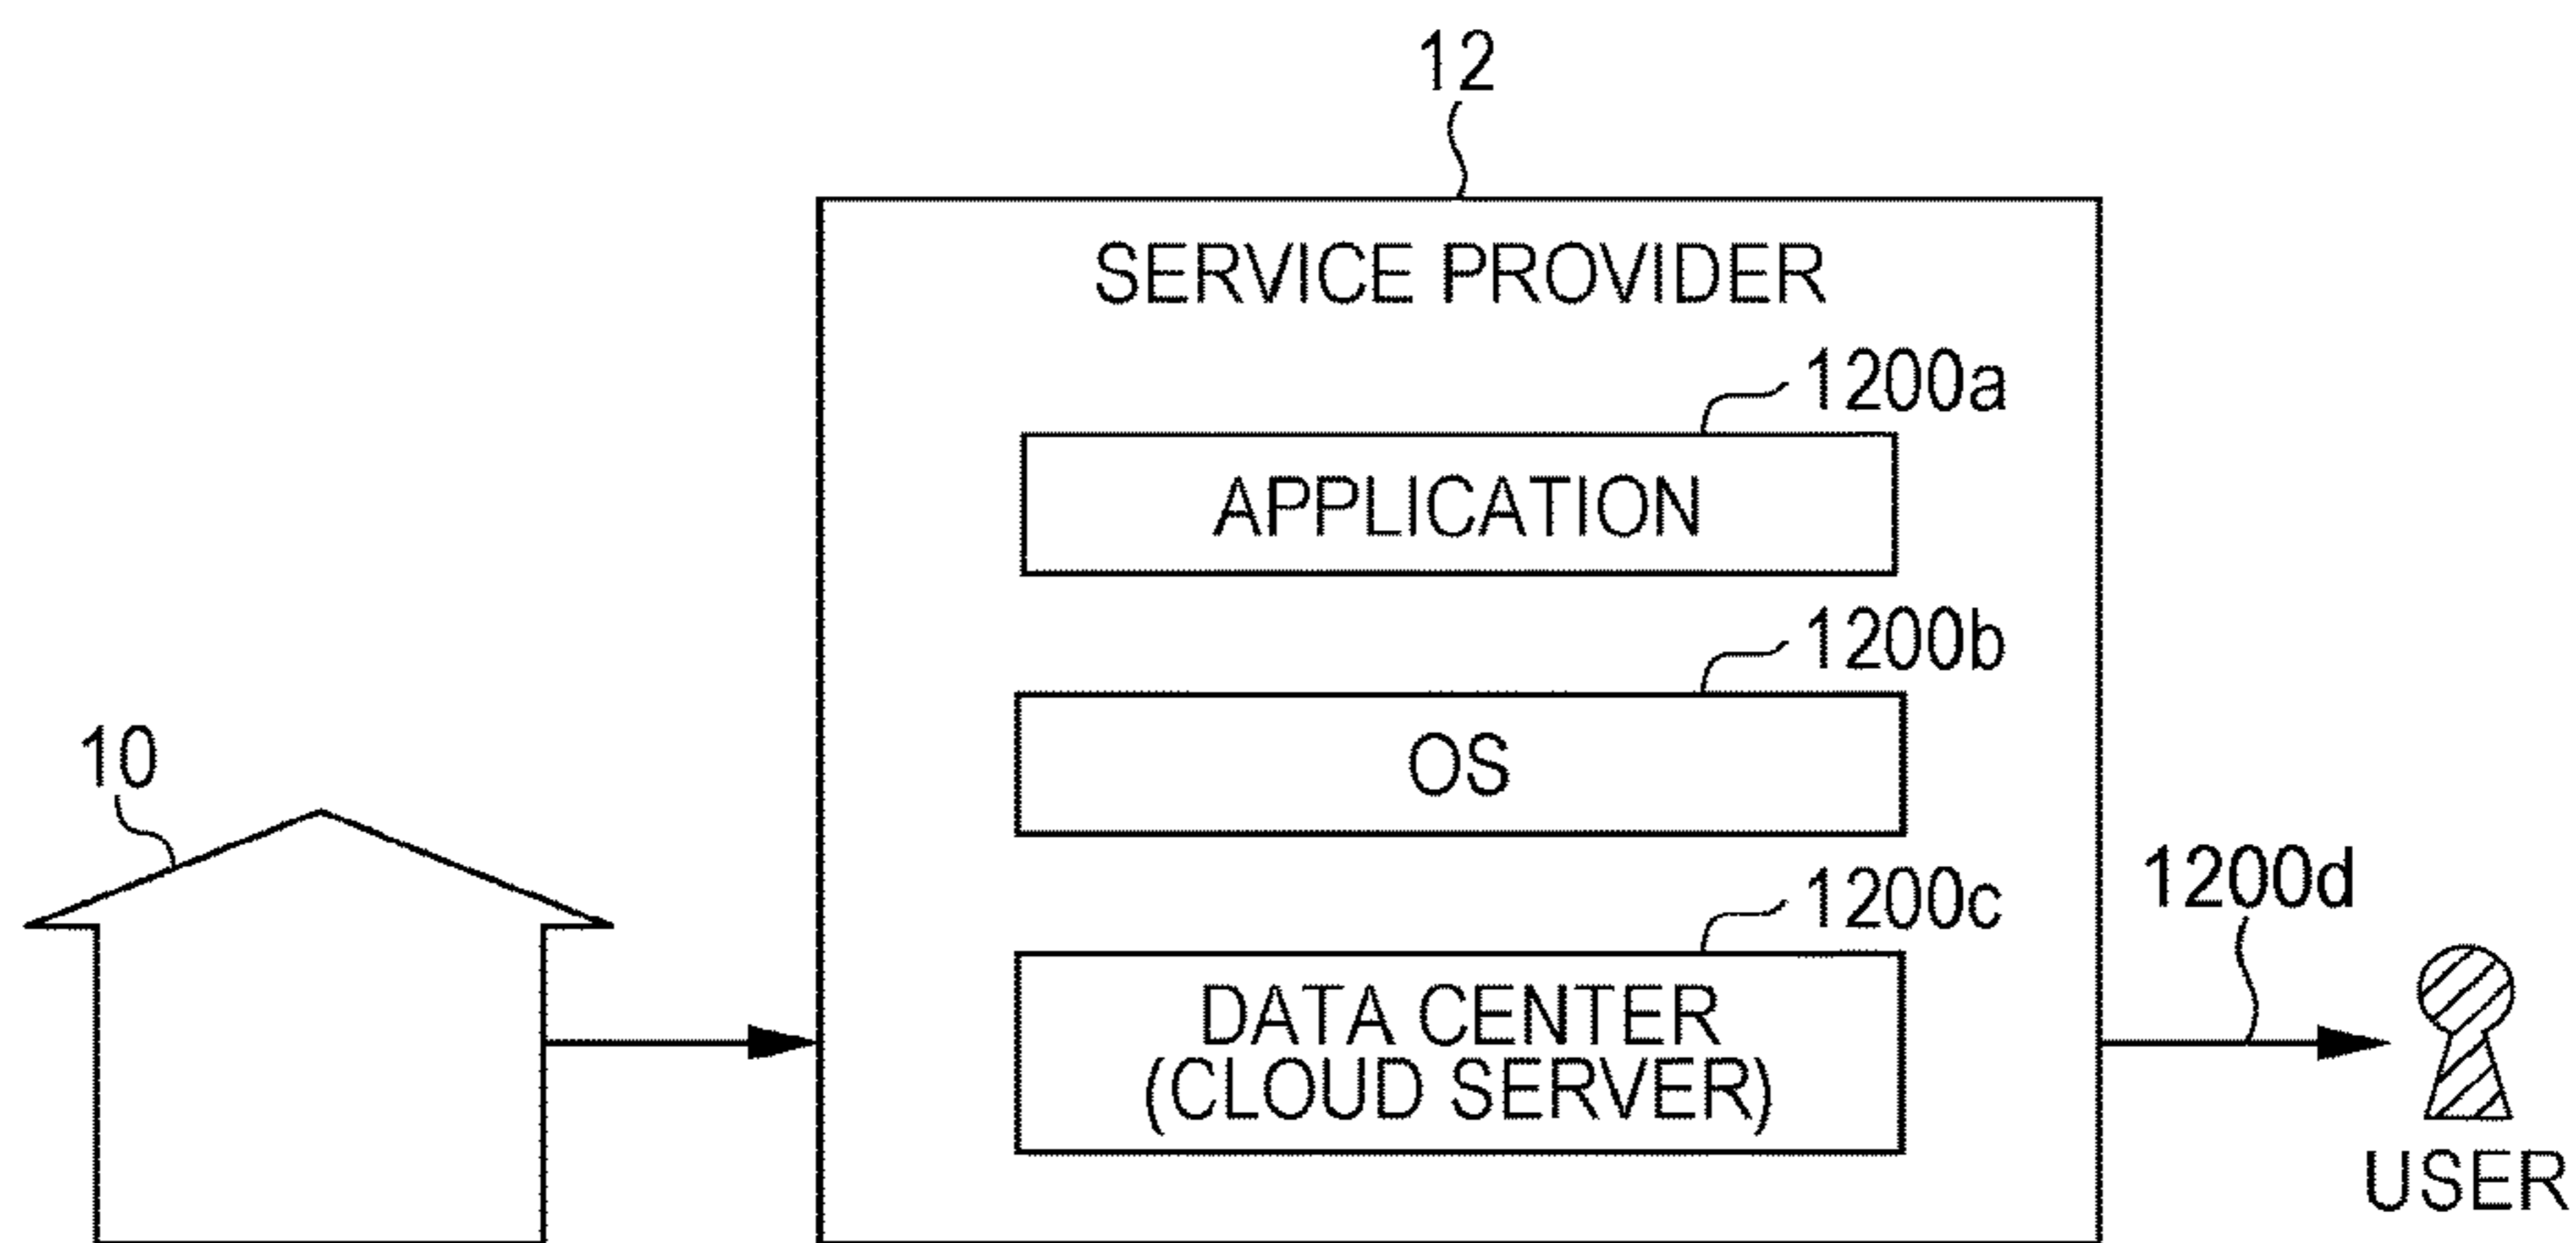 12
SERVICE PROVIDER
1200a
APPLICATION
1200b
OS
10
1200c
DATA CENTER
(CLOUD SERVER)
1200d
USER